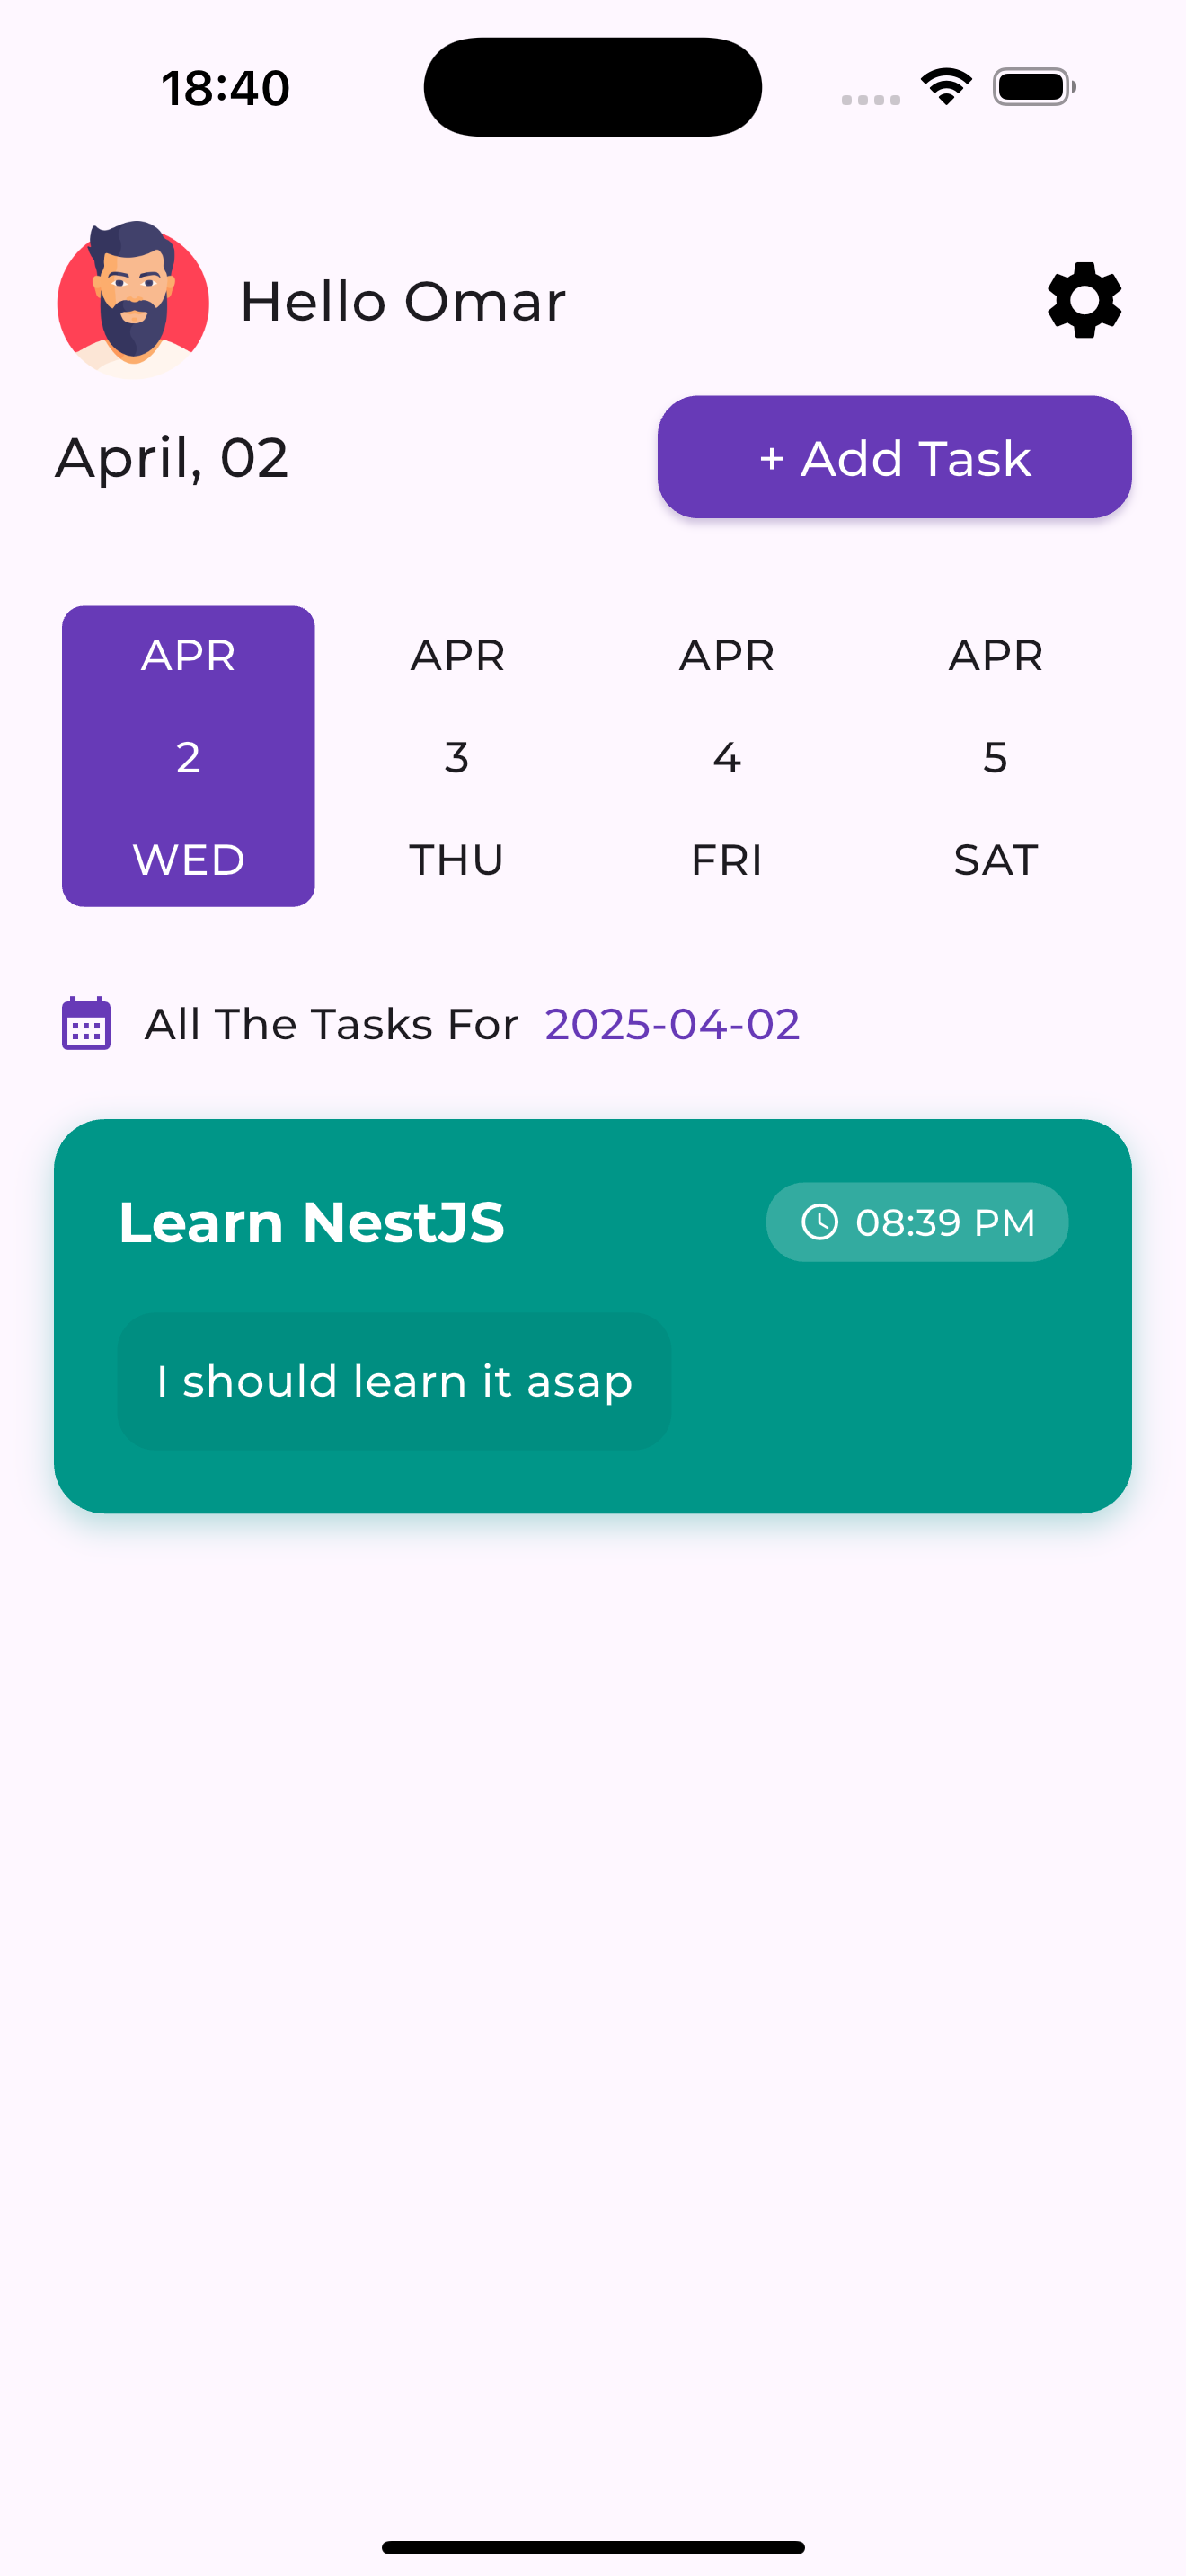 18:40
Hello Omar
April, 02
+ Add Task
APR APR APR APR
2 3 4 5
WED THU FRI SAT
All The Tasks For 2025-04-02
Learn NestJS
08:39 PM
I should learn it asap